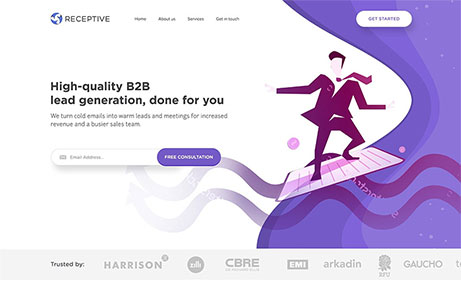 RECEPTIVE
Home About us Services Get in touch
GET STARTED
High-quality B2B
lead generation, done for you
We turn cold emails into warm leads and meetings for increased
revenue and a busier sales team.
Email Address...
FREE CONSULTATION
Trusted by:
HARRISON
zilli
CBRE
EMI
arkadin
RFU
GAUCHO